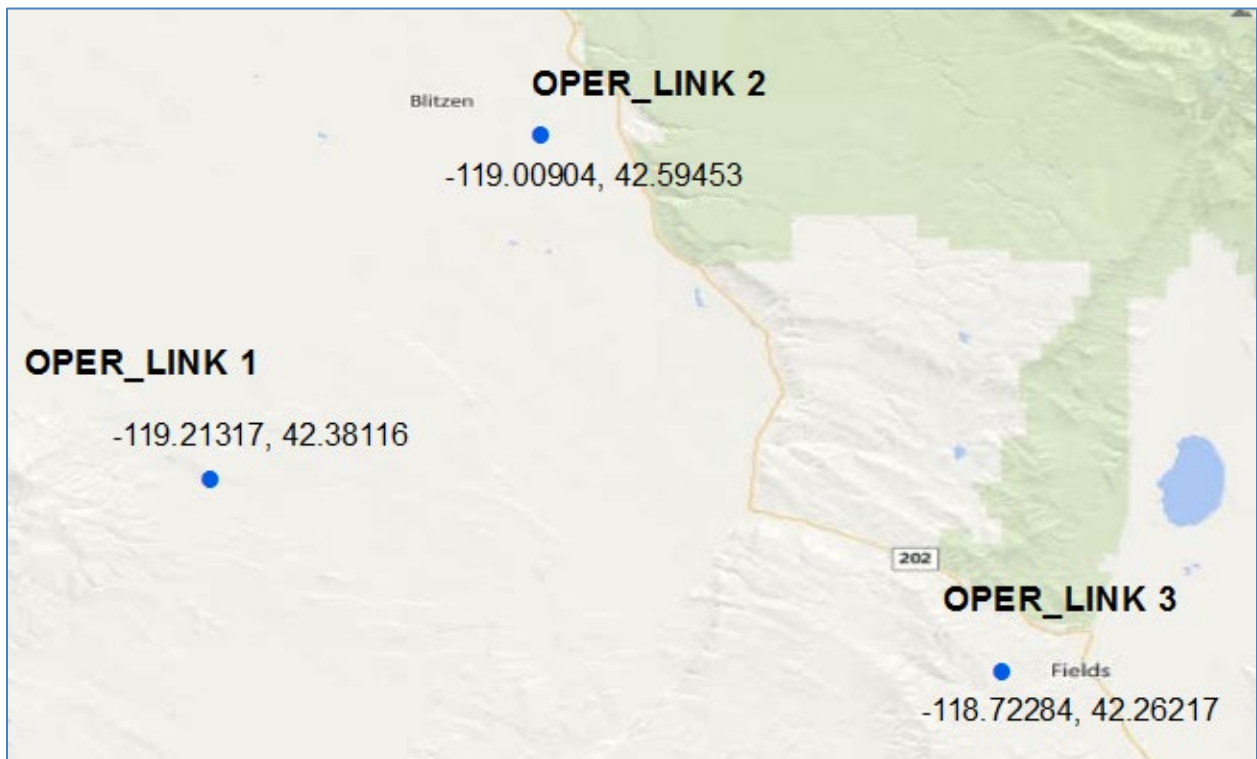 OPER_LINK 2
Blitzen
-119.00904, 42.59453
OPER_LINK 1
-119.21317, 42.38116
202
OPER_LINK 3
Fields
-118.72284, 42.26217